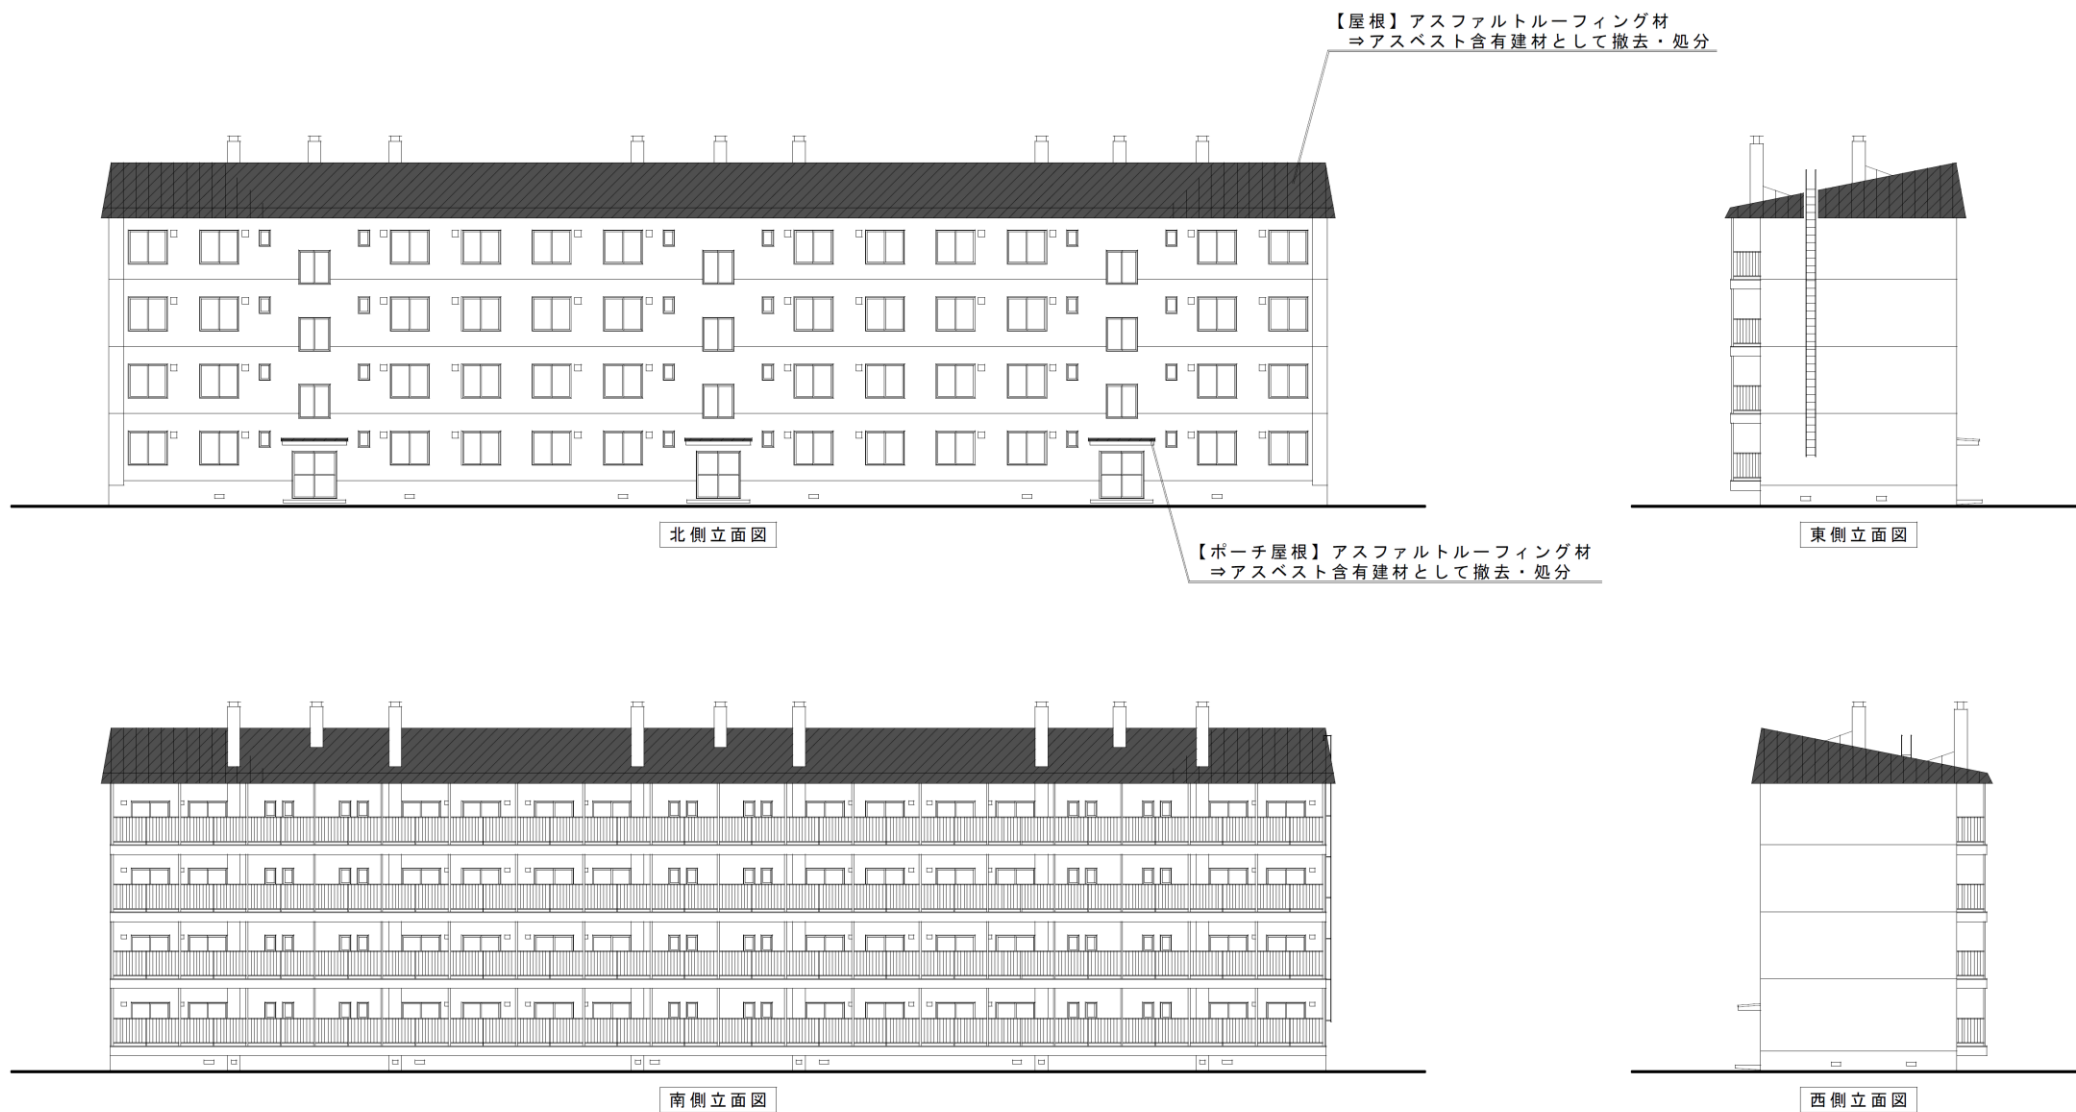 【屋根】アスファルトルーフィング材
⇒アスベスト含有建材として撤去・処分
北側立面図
東側立面図
【ポーチ屋根】アスファルトルーフィング材
⇒アスベスト含有建材として撤去・処分
南側立面図
西側立面図